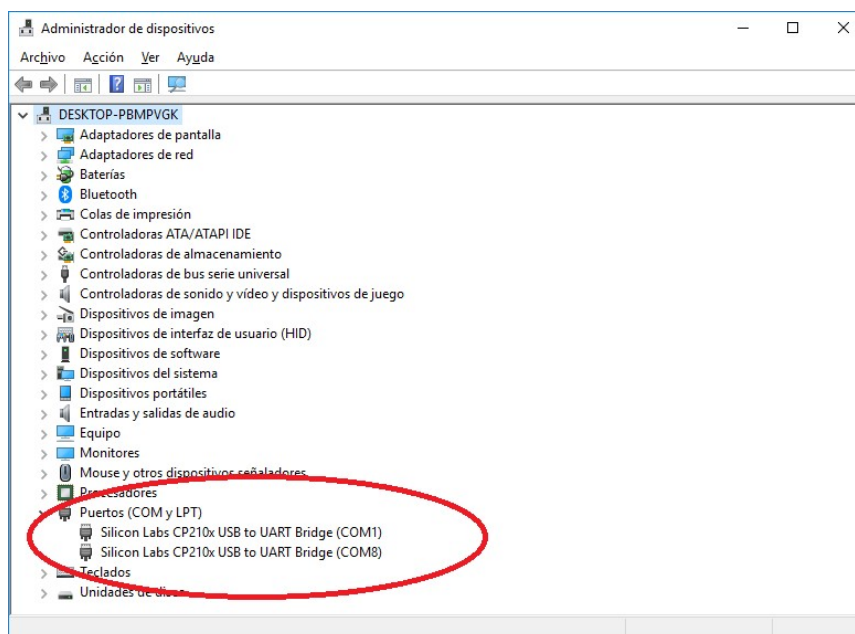 Administrador de dispositivos
Archivo Acción Ver Ayuda
DESKTOP-PBMPVGK
Adaptadores de pantalla
Adaptadores de red
Baterías
Bluetooth
Colas de impresión
Controladoras ATA/ATAPI IDE
Controladoras de almacenamiento
Controladoras de bus serie universal
Controladoras de sonido y vídeo y dispositivos de juego
Dispositivos de imagen
Dispositivos de interfaz de usuario (HID)
Dispositivos de software
Dispositivos del sistema
Dispositivos portátiles
Entradas y salidas de audio
Equipo
Monitores
Mouse y otros dispositivos señaladores
Procesadores
Puertos (COM y LPT)
Silicon Labs CP210x USB to UART Bridge (COM1)
Silicon Labs CP210x USB to UART Bridge (COM8)
Teclados
Unidades de disco